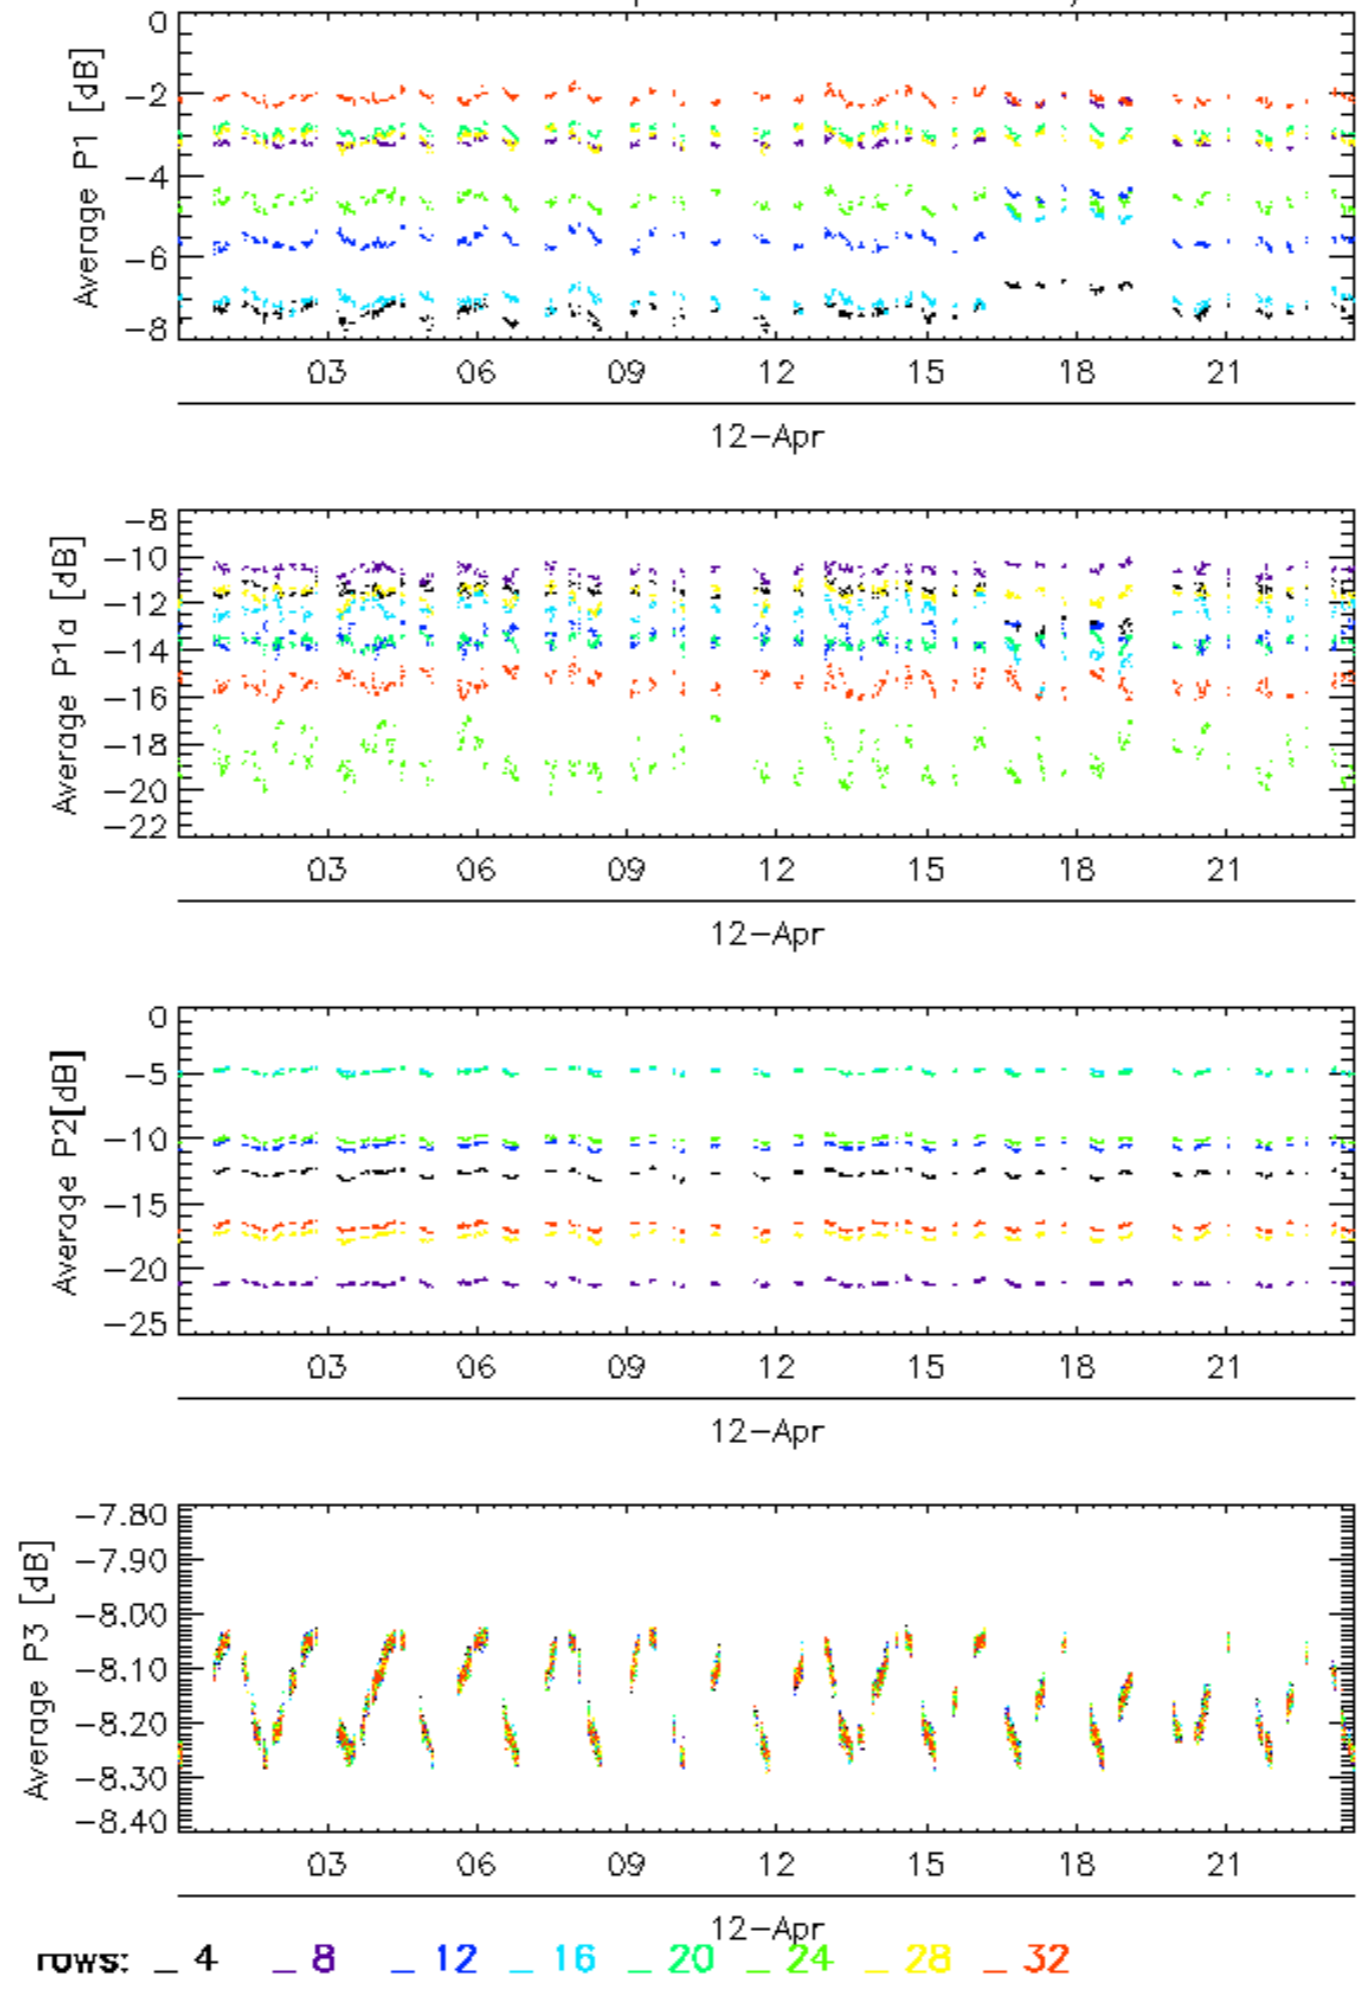 0
−2
−4
−6
−8
Average P1 [dB]
03 06 09 12 15 18 21
12−Apr
−8
−10
−12
−14
−16
−18
−20
−22
Average P1a [dB]
03 06 09 12 15 18 21
12−Apr
0
−5
−10
−15
−20
−25
Average P2[dB]
03 06 09 12 15 18 21
12−Apr
−7.80
−7.90
−8.00
−8.10
−8.20
−8.30
−8.40
Average P3 [dB]
03 06 09 12 15 18 21
12−Apr
rows: _ 4 _ 8 _ 12 _ 16 _ 20 _ 24 _ 28 _ 32